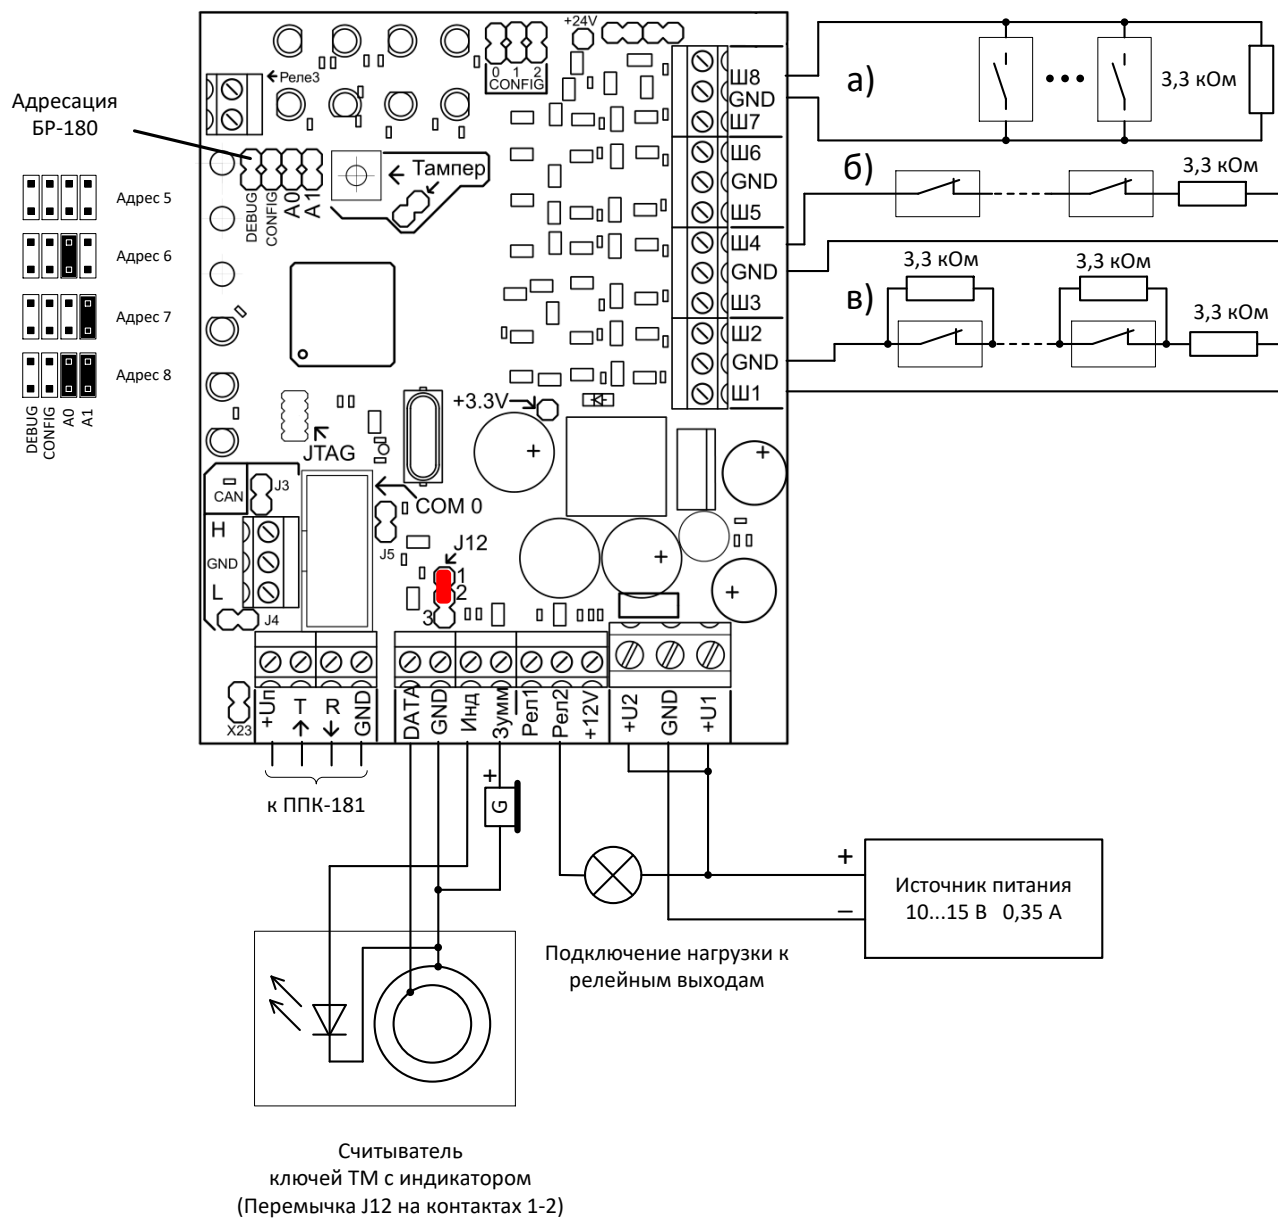 +24V
0 1 2
CONFIG
Реле3
Адресация
БР-180
Тампер
DEBUG
CONFIG
A0
A1
Адрес 5
Адрес 6
Адрес 7
Адрес 8
DEBUG
CONFIG
A0
A1
Ш8
GND
Ш7
Ш6
GND
Ш5
Ш4
GND
Ш3
Ш2
GND
Ш1
а)
3,3 кОм
б)
3,3 кОм
в)
3,3 кОм
3,3 кОм
3,3 кОм
+3.3V
JTAG
COM 0
CAN
J3
H
GND
L
J4
J5
J12
1
2
3
X23
+Uп
T
R
GND
DATA
GND
Инд
Зумм
Рел1
Рел2
+12V
+U2
GND
+U1
к ППК-181
+
G
+
–
Источник питания
10...15 В 0,35 А
Подключение нагрузки к
релейным выходам
Считыватель
ключей ТМ с индикатором
(Перемычка J12 на контактах 1-2)